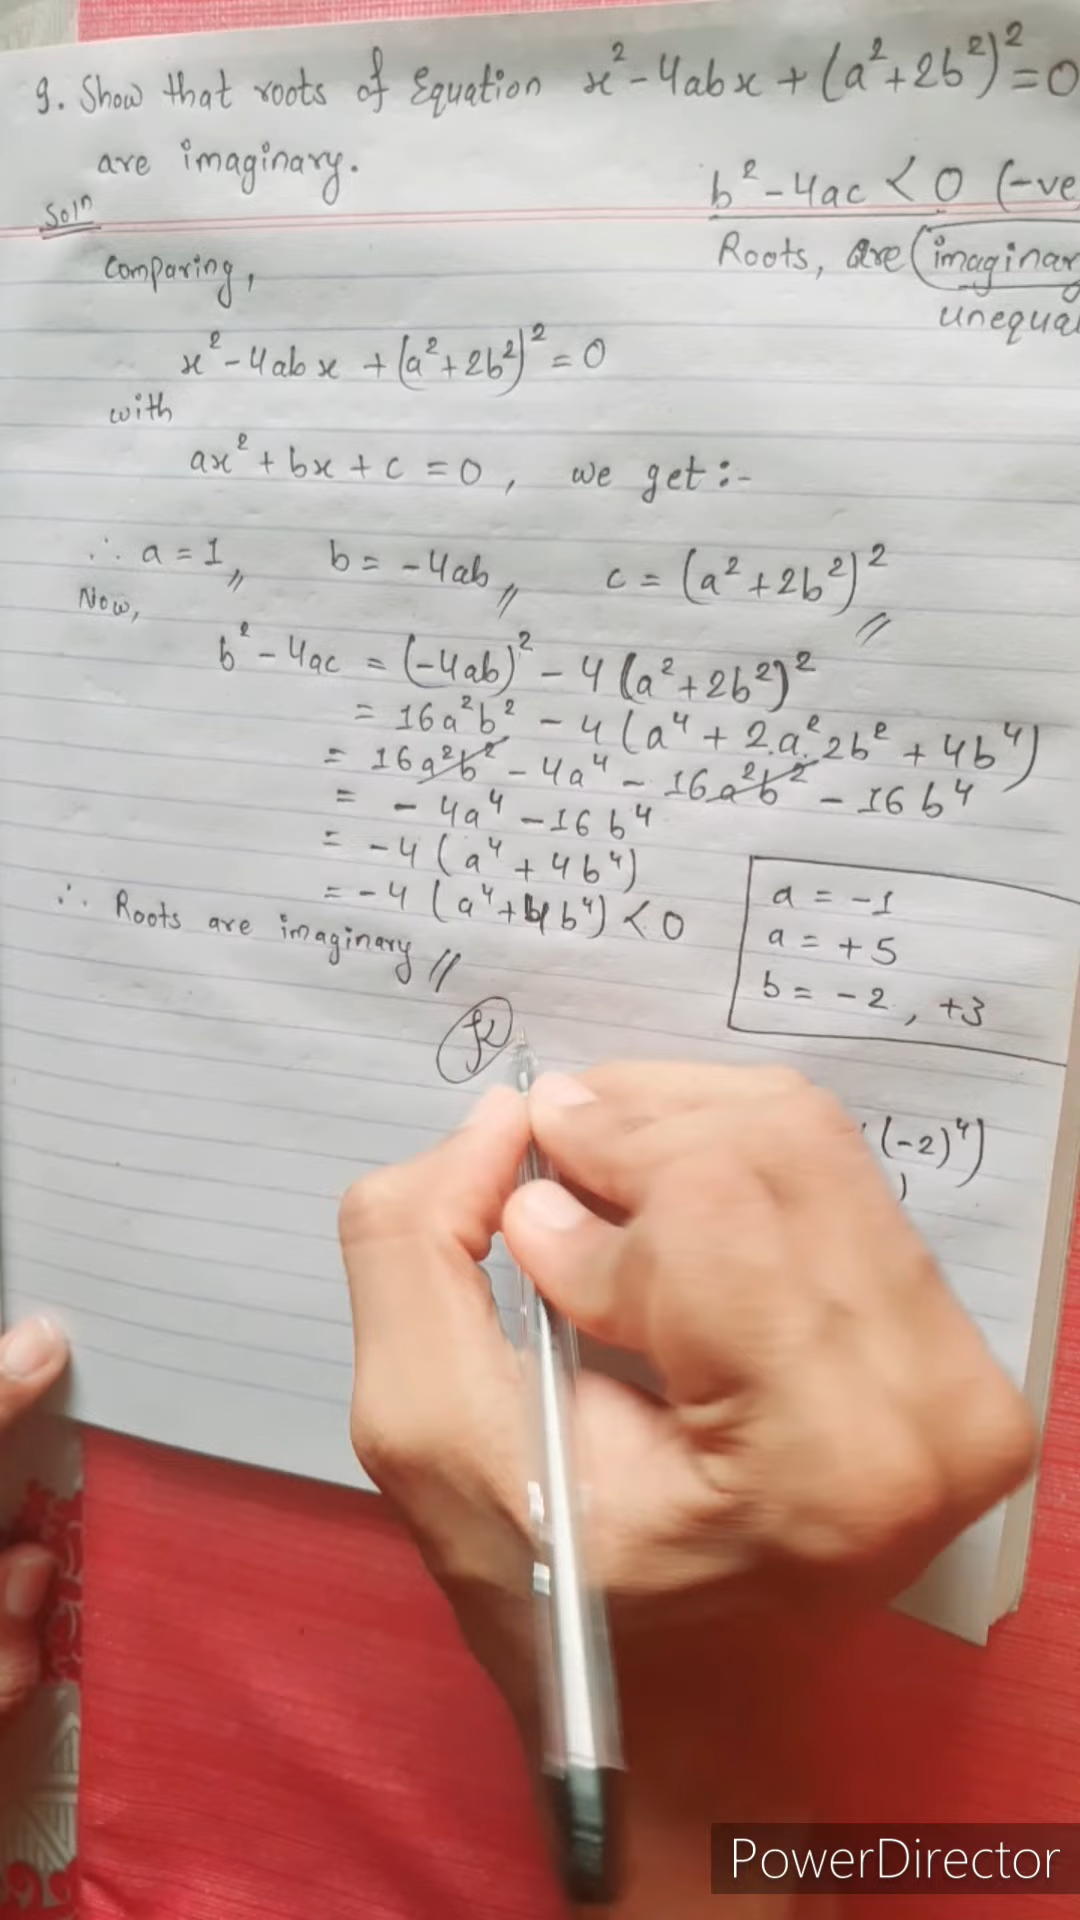 9. Show that roots of Equation x² - 4abx + (a² + 2b²)² = 0
are imaginary.
b² - 4ac < 0 (-ve
Solⁿ
Roots, are (imaginar
unequal
Comparing,
x² - 4abx + (a² + 2b²)² = 0
with
ax² + bx + c = 0, we get :-
∴ a = 1,, b = -4ab,, c = (a² + 2b²)² //
Now,
b² - 4ac = (-4ab)² - 4 (a² + 2b²)²
= 16a²b² - 4 (a⁴ + 2.a².2b² + 4b⁴)
= 16a²b² - 4a⁴ - 16a²b² - 16b⁴
= - 4a⁴ - 16b⁴
= -4 (a⁴ + 4b⁴)
= -4 (a⁴ + 4b⁴) < 0
∴ Roots are imaginary //
a = -1
a = +5
b = -2, +3
(-2)⁴)
)
PowerDirector